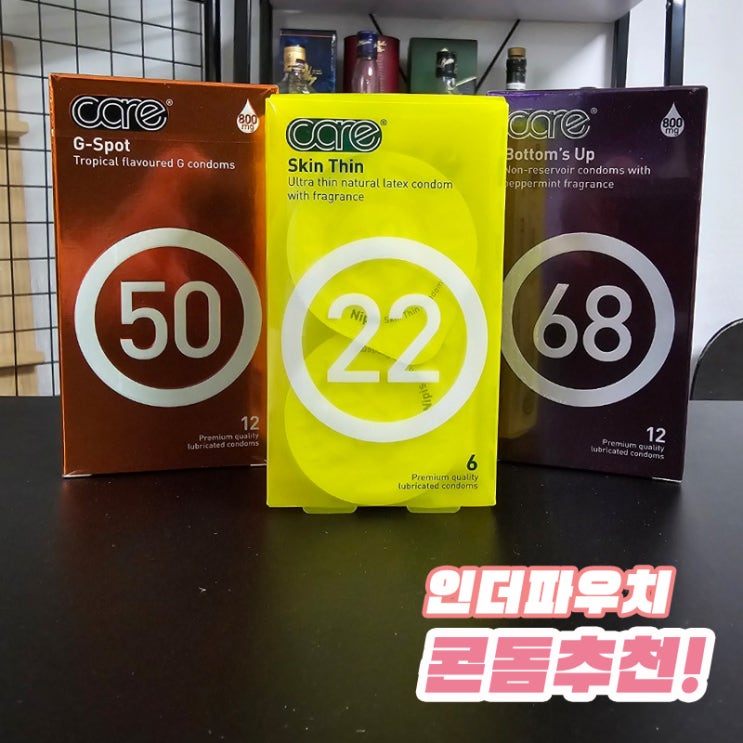 care®
G-Spot
Tropical flavoured G condoms
800
mg
50
12
Premium quality
lubricated condoms
care®
Skin Thin
Ultra thin natural latex condom
with fragrance
22
6
Premium quality
lubricated condoms
care®
Bottom's Up
Non-reservoir condoms with
peppermint fragrance
800
mg
68
12
Premium quality
lubricated condoms
인더파우치
콘돔추천!